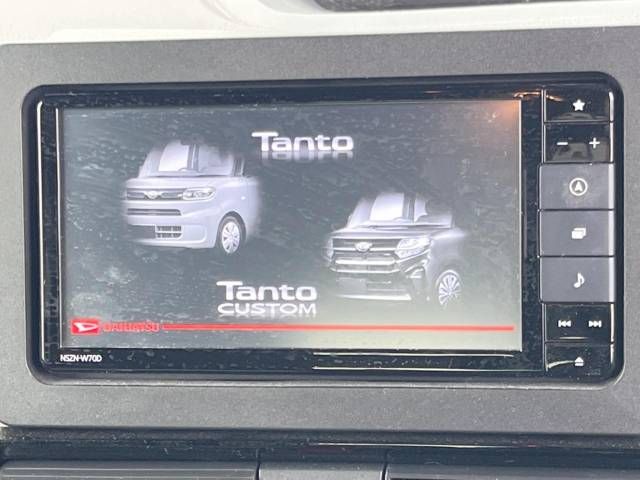 Tanto
Tanto
CUSTOM
DAIHATSU
NSZN-W70D